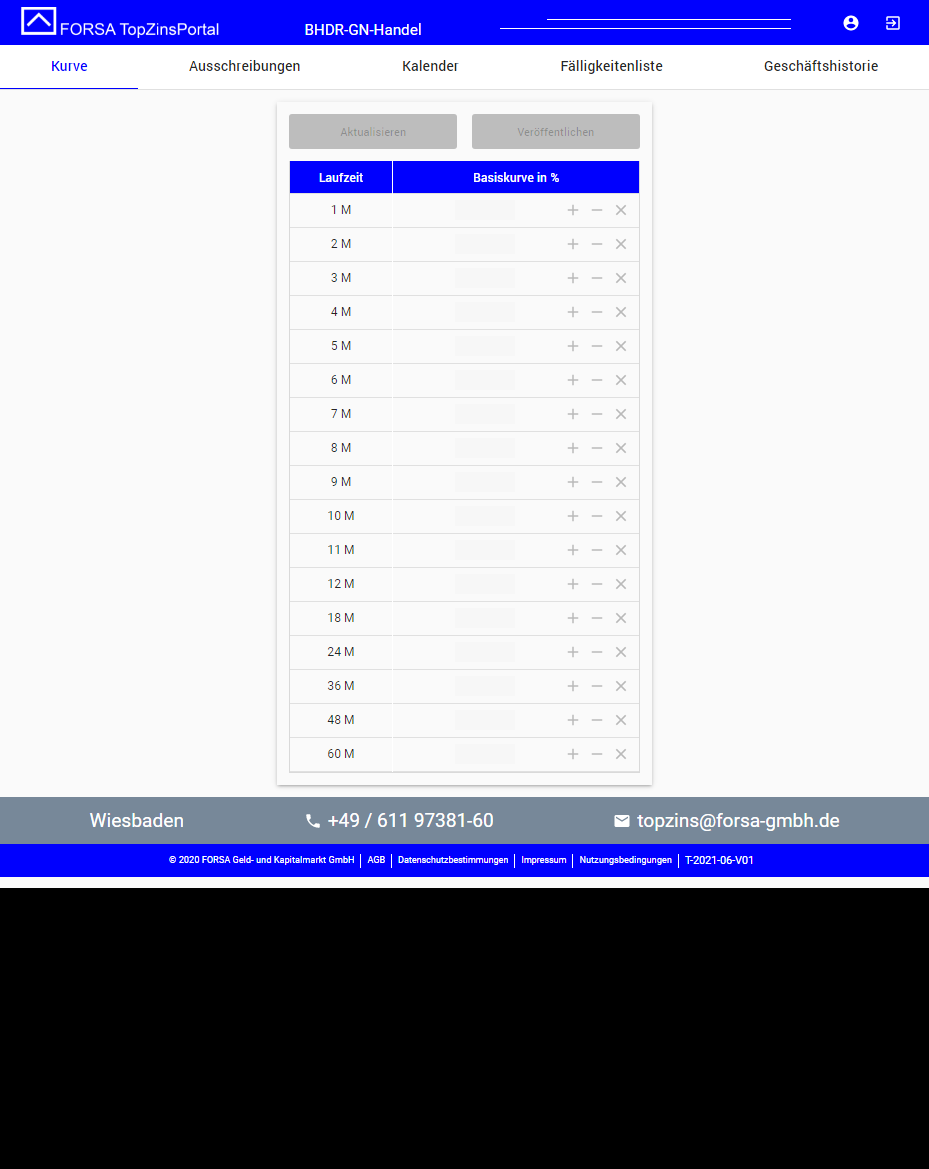 FORSA TopZinsPortal BHDR-GN-Handel
Kurve Ausschreibungen Kalender Fälligkeitenliste Geschäftshistorie
Aktualisieren Veröffentlichen
Laufzeit Basiskurve in %
1 M
2 M
3 M
4 M
5 M
6 M
7 M
8 M
9 M
10 M
11 M
12 M
18 M
24 M
36 M
48 M
60 M
Wiesbaden +49 / 611 97381-60 topzins@forsa-gmbh.de
© 2020 FORSA Geld- und Kapitalmarkt GmbH AGB Datenschutzbestimmungen Impressum Nutzungsbedingungen T-2021-06-V01